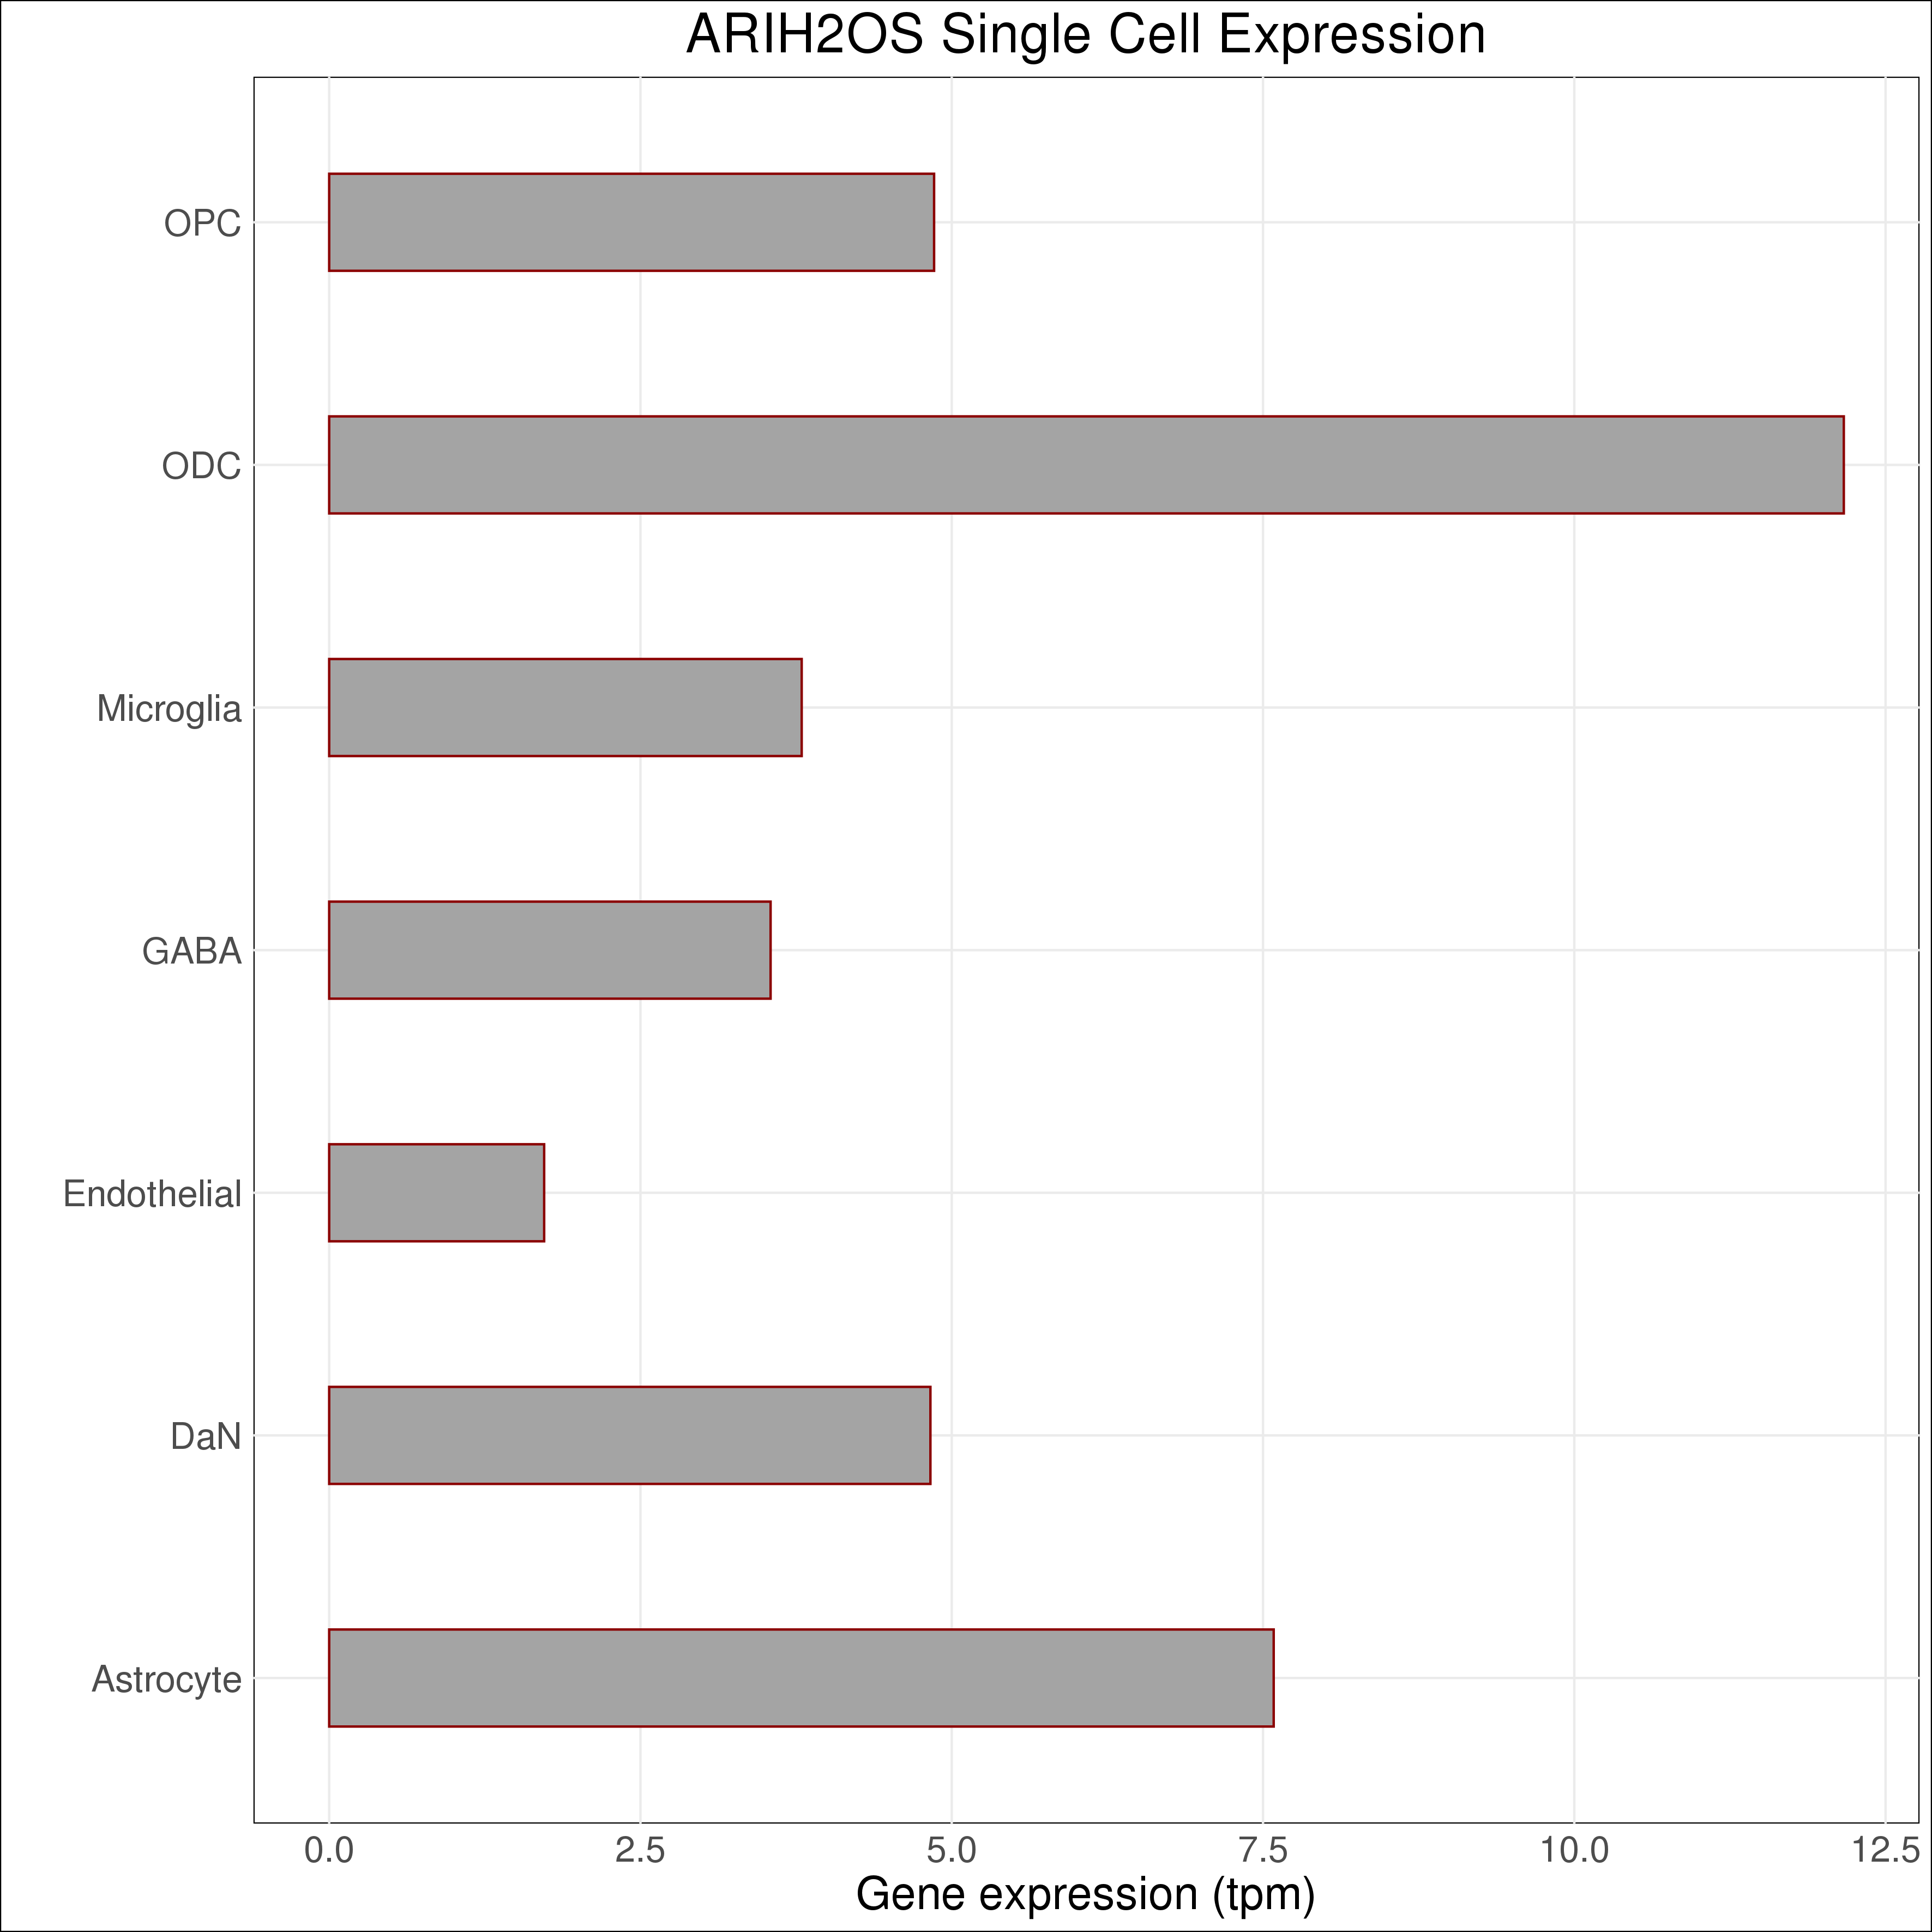 ARIH2OS Single Cell Expression
OPC
ODC
Microglia
GABA
Endothelial
DaN
Astrocyte
0.0 2.5 5.0 7.5 10.0 12.5
Gene expression (tpm)